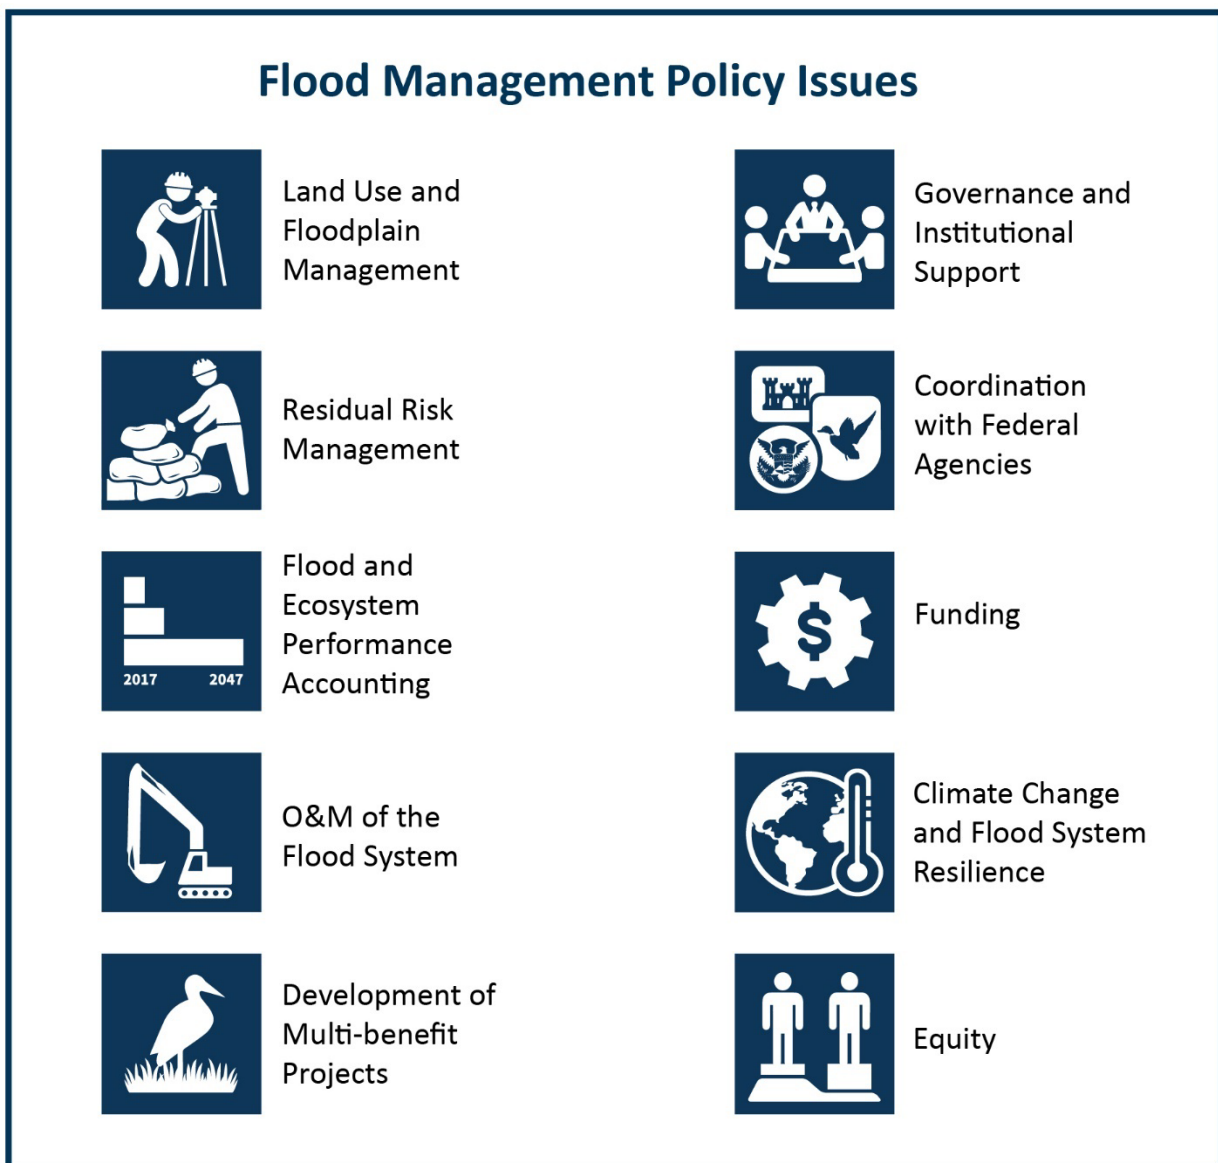 Flood Management Policy Issues
Land Use and
Floodplain
Management
Residual Risk
Management
Flood and
Ecosystem
Performance
Accounting
2017 2047
O&M of the
Flood System
Development of
Multi-benefit
Projects
Governance and
Institutional
Support
Coordination
with Federal
Agencies
$
Funding
Climate Change
and Flood System
Resilience
Equity